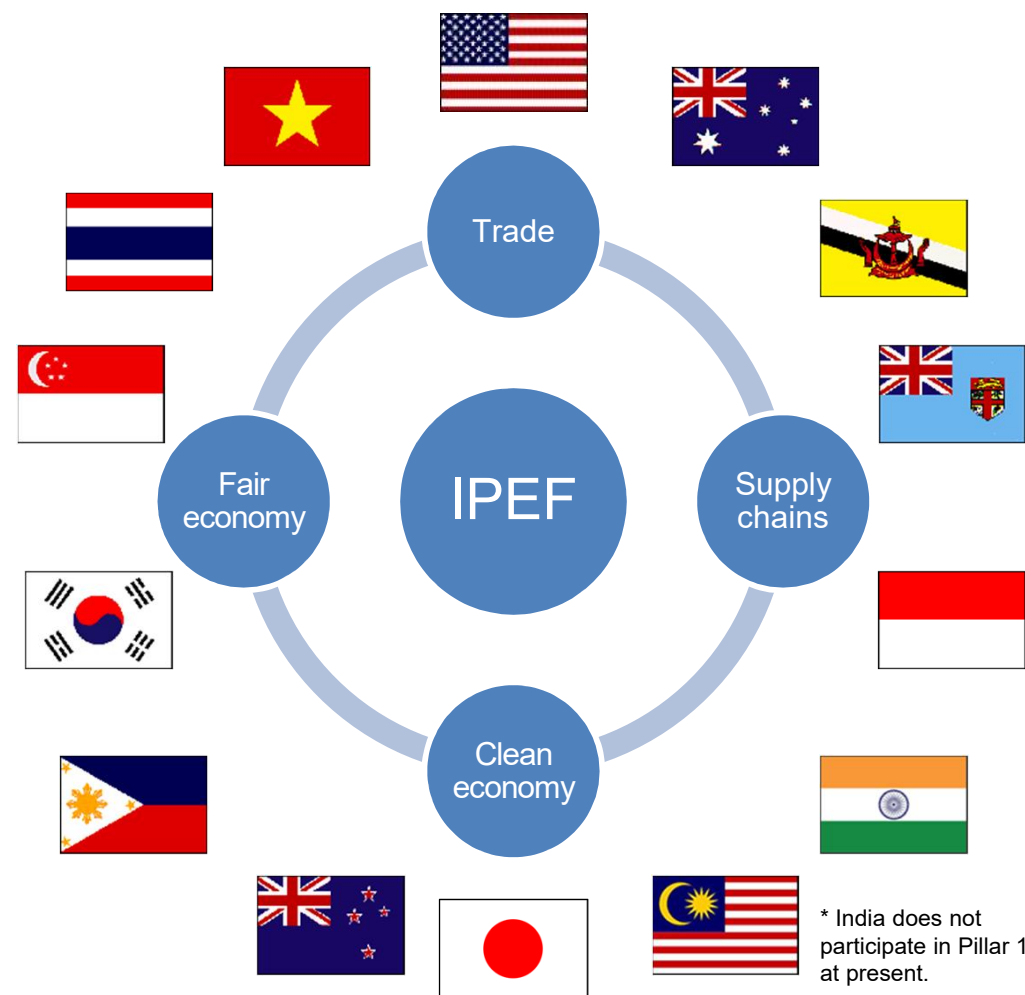 Trade
Fair
economy
IPEF
Supply
chains
Clean
economy
* India does not
participate in Pillar 1
at present.